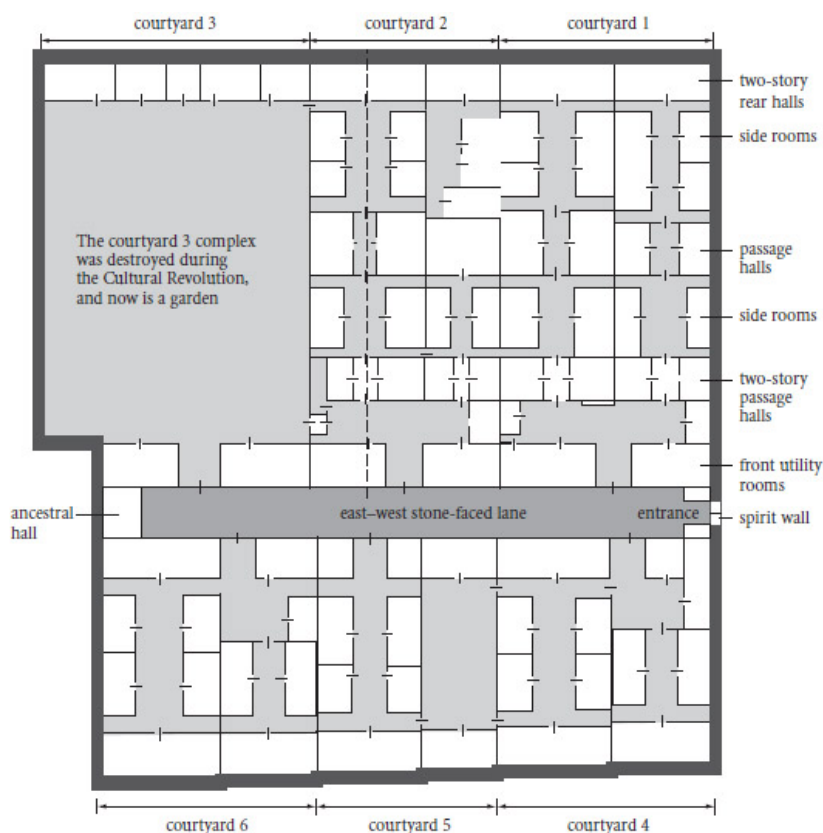 courtyard 3
courtyard 2
courtyard 1
two-story
rear halls
side rooms
The courtyard 3 complex
was destroyed during
the Cultural Revolution,
and now is a garden
passage
halls
side rooms
two-story
passage
halls
front utility
rooms
ancestral
hall
east–west stone-faced lane
entrance
spirit wall
courtyard 6
courtyard 5
courtyard 4